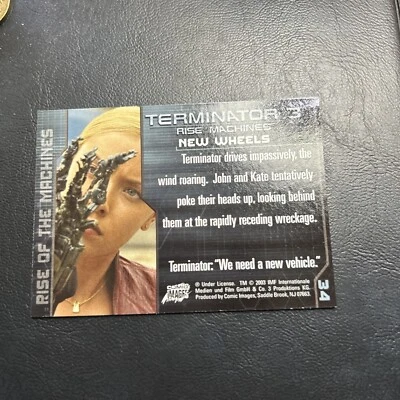 RISE OF THE MACHINES
TERMINATOR 3
RISE MACHINES
NEW WHEELS
Terminator drives impassively, the
wind roaring. John and Kate tentatively
poke their heads up, looking behind
them at the rapidly receding wreckage.
Terminator: "We need a new vehicle."
COMIC IMAGES
® Under License. TM © 2003 IMF Internationale
Medien und Film GmbH & Co. 3 Produktions KG.
Produced by Comic Images, Saddle Brook, NJ 07663.
34